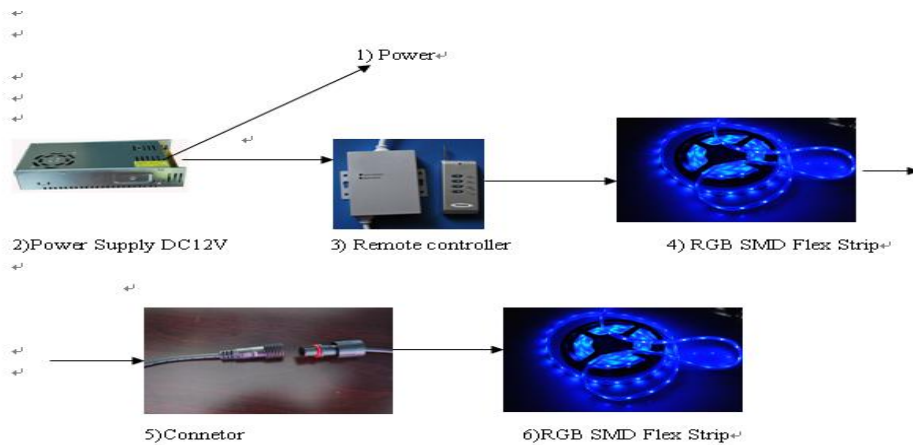 1) Power
2)Power Supply DC12V
3) Remote controller
4) RGB SMD Flex Strip
5)Connetor
6)RGB SMD Flex Strip